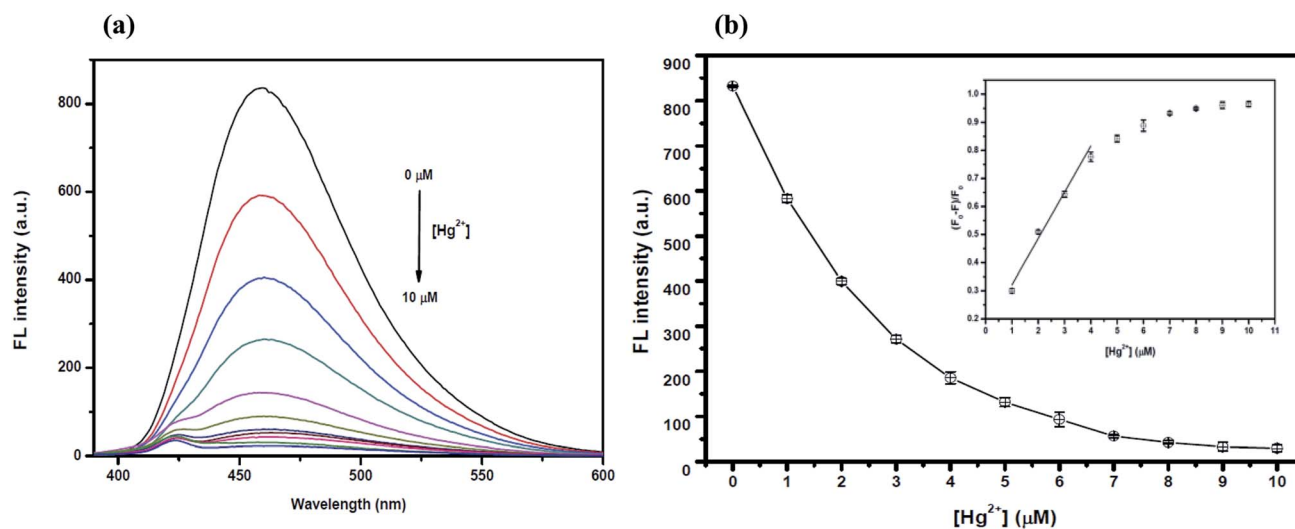 (a)
800
600
400
200
0
FL intensity (a.u.)
0 μM
[Hg²⁺]
10 μM
400
450
500
550
600
Wavelength (nm)
(b)
900
800
700
600
500
400
300
200
100
0
FL intensity (a.u.)
0 1 2 3 4 5 6 7 8 9 10
[Hg²⁺] (μM)
1.0
0.9
0.8
0.7
0.6
0.5
0.4
0.3
0.2
(F₀-F)/F₀
0 1 2 3 4 5 6 7 8 9 10 11
[Hg²⁺] (μM)